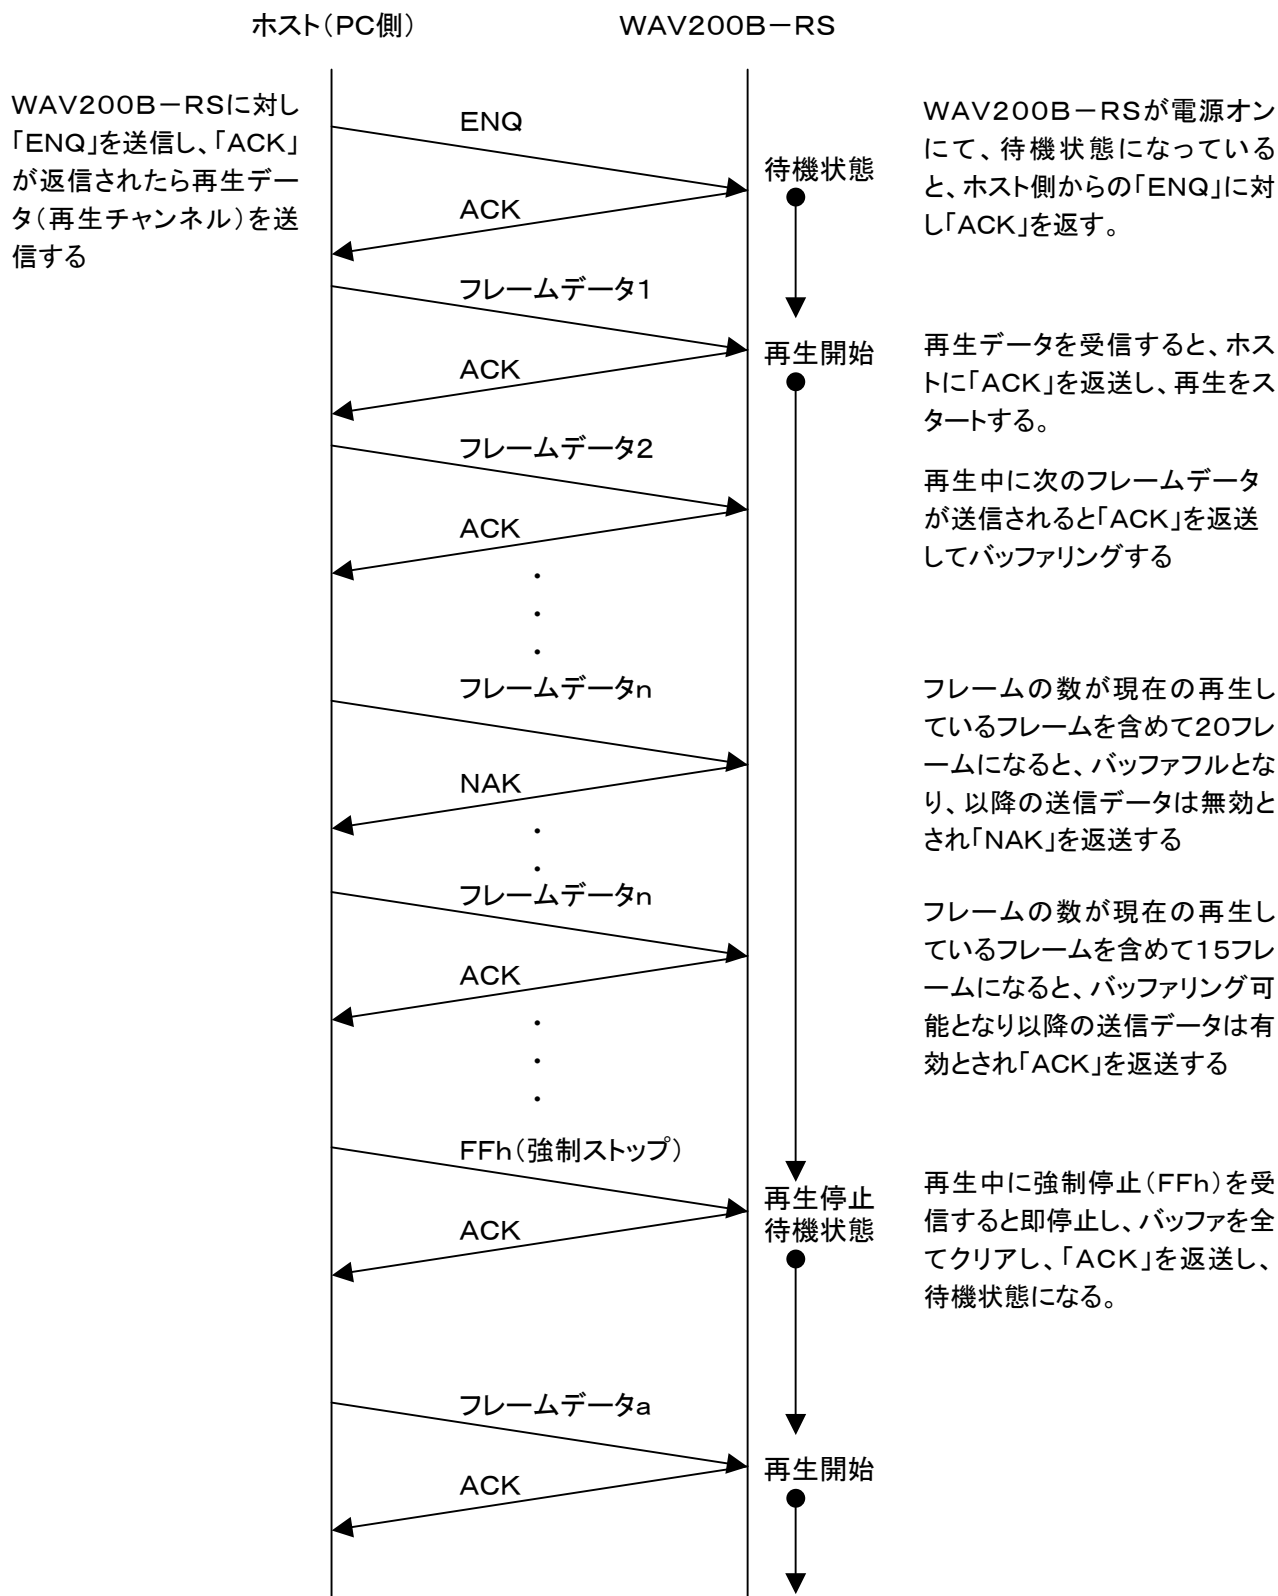 ホスト(PC側)
WAV200B－RS
WAV200B－RSに対し
「ENQ」を送信し、「ACK」
が返信されたら再生デー
タ(再生チャンネル)を送
信する
ENQ
待機状態
WAV200B－RSが電源オン
にて、待機状態になっている
と、ホスト側からの「ENQ」に対
し「ACK」を返す。
ACK
フレームデータ1
再生開始
再生データを受信すると、ホス
トに「ACK」を返送し、再生をス
タートする。
ACK
フレームデータ2
再生中に次のフレームデータ
が送信されると「ACK」を返送
してバッファリングする
ACK
・
・
・
フレームデータn
フレームの数が現在の再生し
ているフレームを含めて20フレ
ームになると、バッファフルとな
り、以降の送信データは無効と
され「NAK」を返送する
NAK
・
・
フレームデータn
フレームの数が現在の再生し
ているフレームを含めて15フレ
ームになると、バッファリング可
能となり以降の送信データは有
効とされ「ACK」を返送する
ACK
・
・
・
FFh(強制ストップ)
再生停止
待機状態
再生中に強制停止(FFh)を受
信すると即停止し、バッファを全
てクリアし、「ACK」を返送し、
待機状態になる。
ACK
フレームデータa
再生開始
ACK